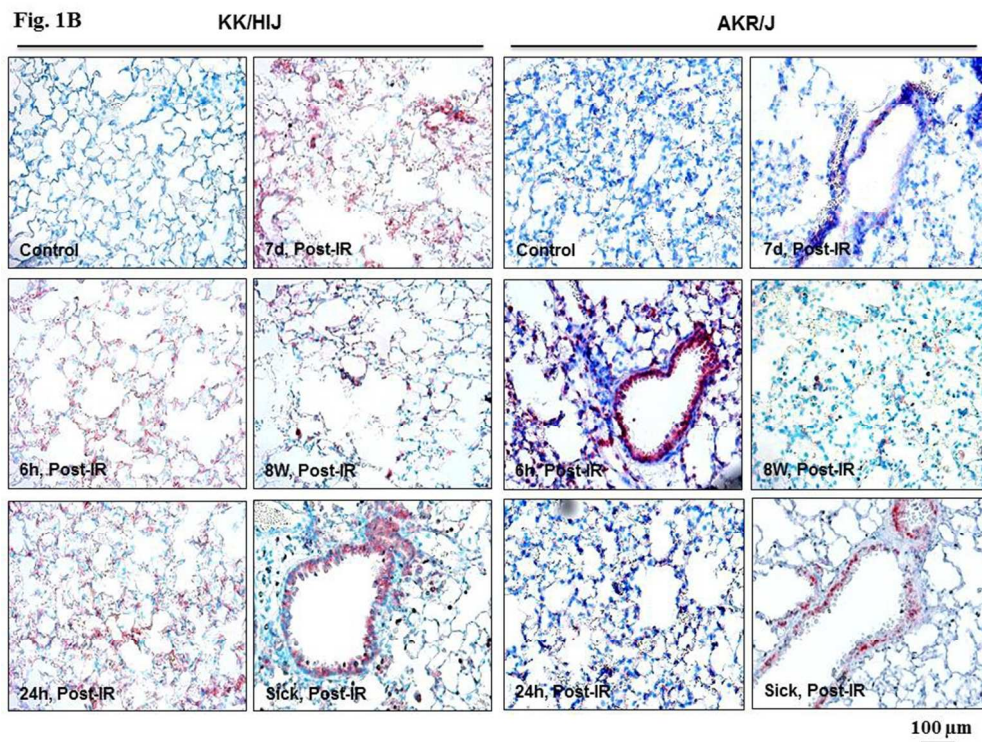 Fig. 1B
KK/HIJ
AKR/J
Control
7d, Post-IR
Control
7d, Post-IR
6h, Post-IR
8W, Post-IR
6h, Post-IR
8W, Post-IR
24h, Post-IR
Sick, Post-IR
24h, Post-IR
Sick, Post-IR
100 µm